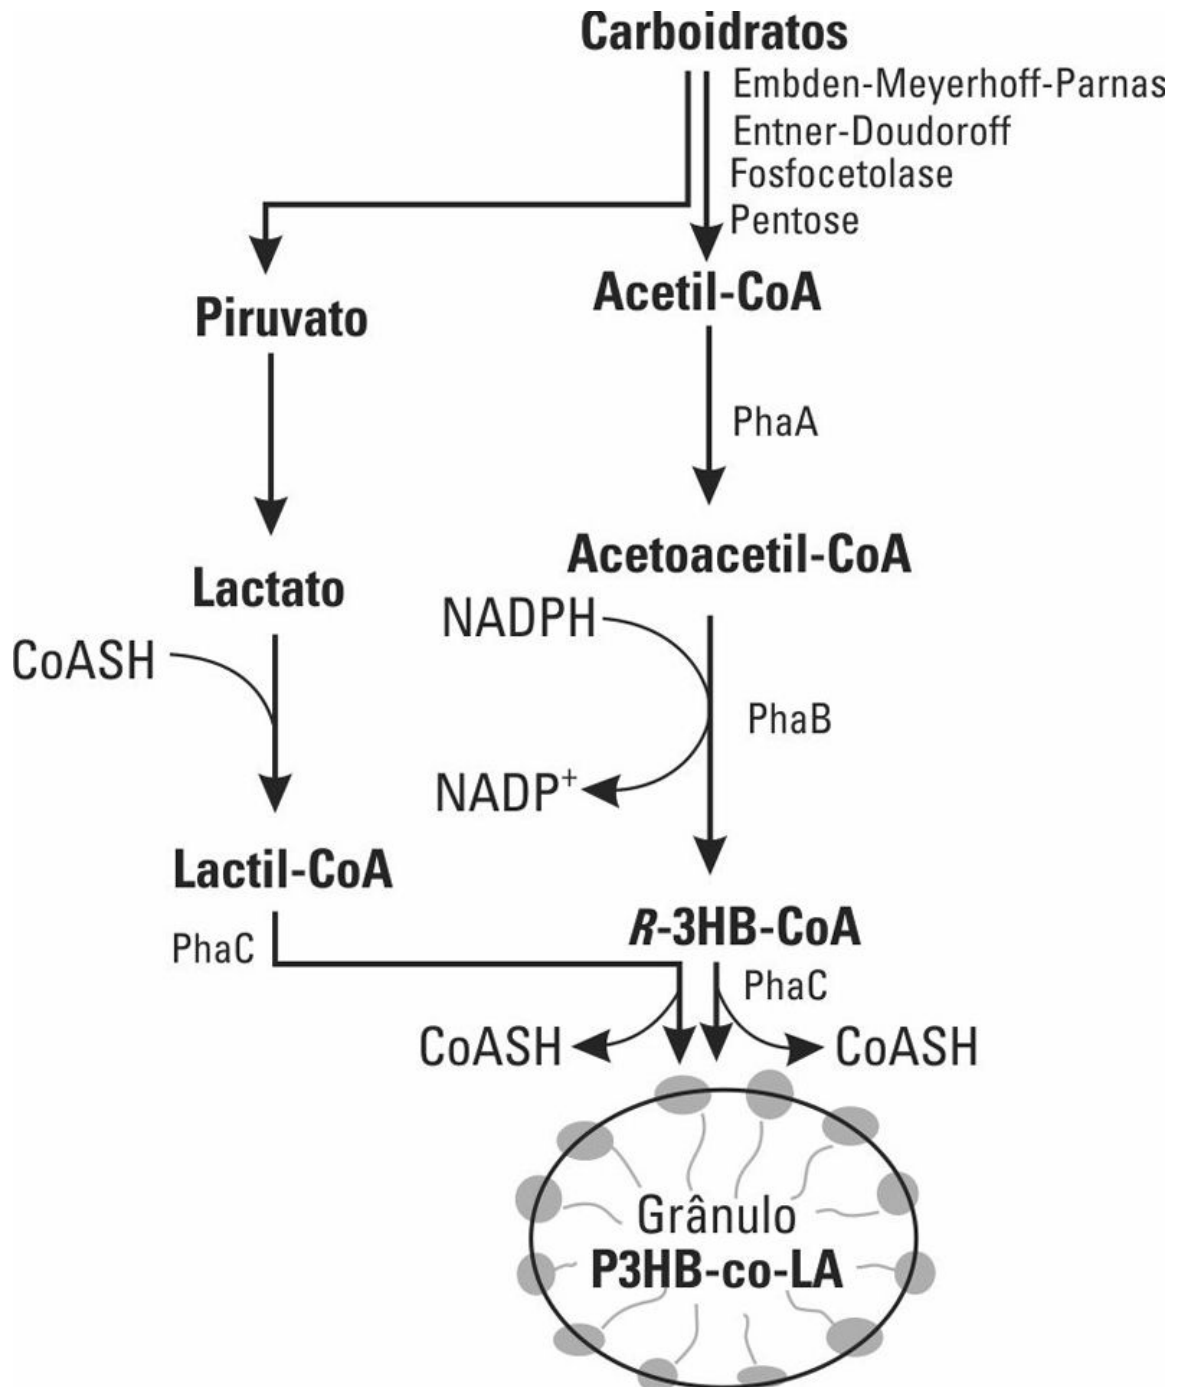 Carboidratos
Embden-Meyerhoff-Parnas
Entner-Doudoroff
Fosfocetolase
Pentose
Piruvato
Acetil-CoA
PhaA
Lactato
Acetoacetil-CoA
CoASH
NADPH
PhaB
NADP⁺
Lactil-CoA
R-3HB-CoA
PhaC
PhaC
CoASH
CoASH
Grânulo
P3HB-co-LA